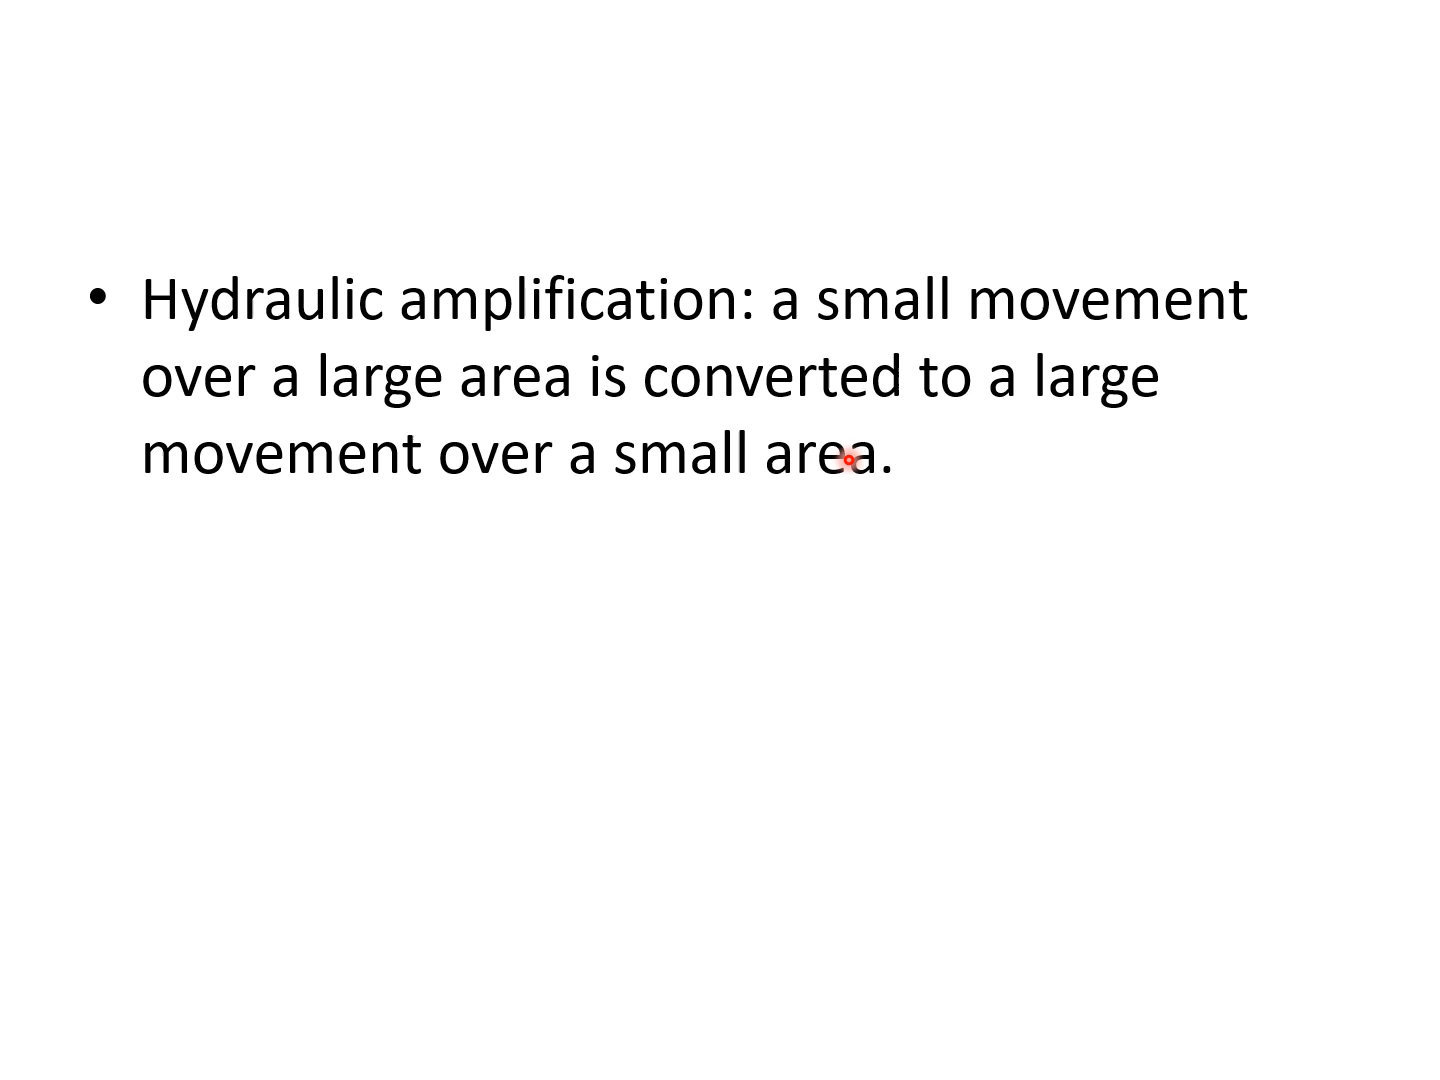 • Hydraulic amplification: a small movement
over a large area is converted to a large
movement over a small area.